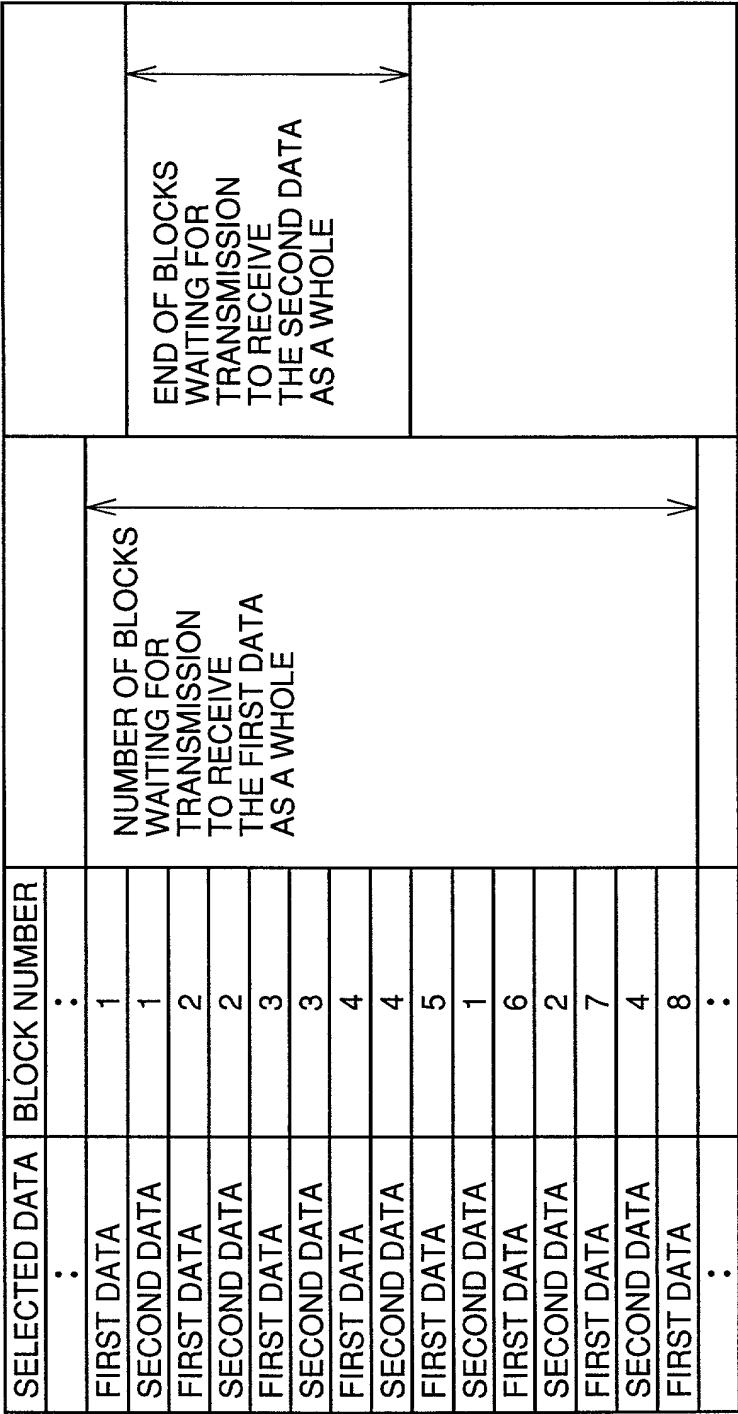 SELECTED DATA BLOCK NUMBER
: :
FIRST DATA 1
SECOND DATA 1
FIRST DATA 2
SECOND DATA 2
FIRST DATA 3
SECOND DATA 3
FIRST DATA 4
SECOND DATA 4
FIRST DATA 5
SECOND DATA 1
FIRST DATA 6
SECOND DATA 2
FIRST DATA 7
SECOND DATA 4
FIRST DATA 8
: :
NUMBER OF BLOCKS
WAITING FOR
TRANSMISSION
TO RECEIVE
THE FIRST DATA
AS A WHOLE
END OF BLOCKS
WAITING FOR
TRANSMISSION
TO RECEIVE
THE SECOND DATA
AS A WHOLE